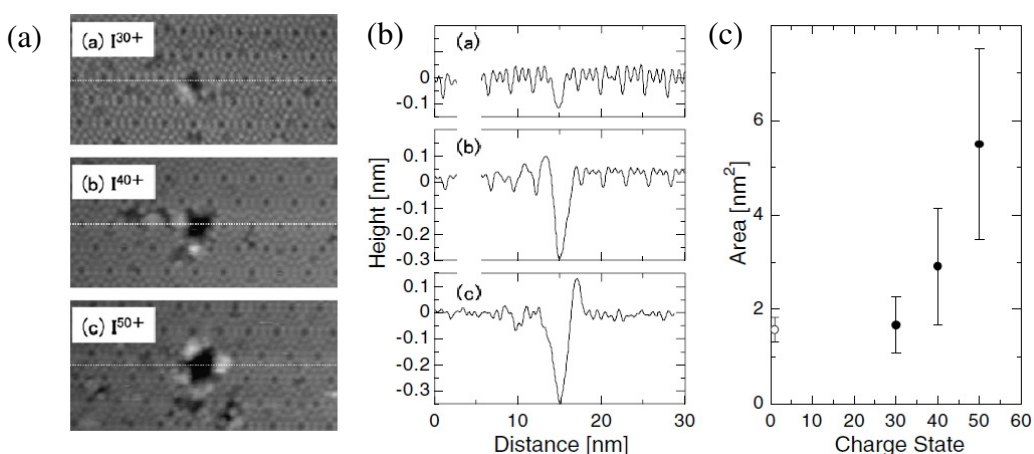 (a)
(a) I30+
(b) I40+
(c) I50+
(b)
(a)
0
-0.1
(b)
0.1
0
-0.1
-0.2
-0.3
(c)
0.1
0
-0.1
-0.2
-0.3
Height [nm]
0 10 20 30
Distance [nm]
(c)
6
4
2
0
Area [nm2]
0 10 20 30 40 50 60
Charge State